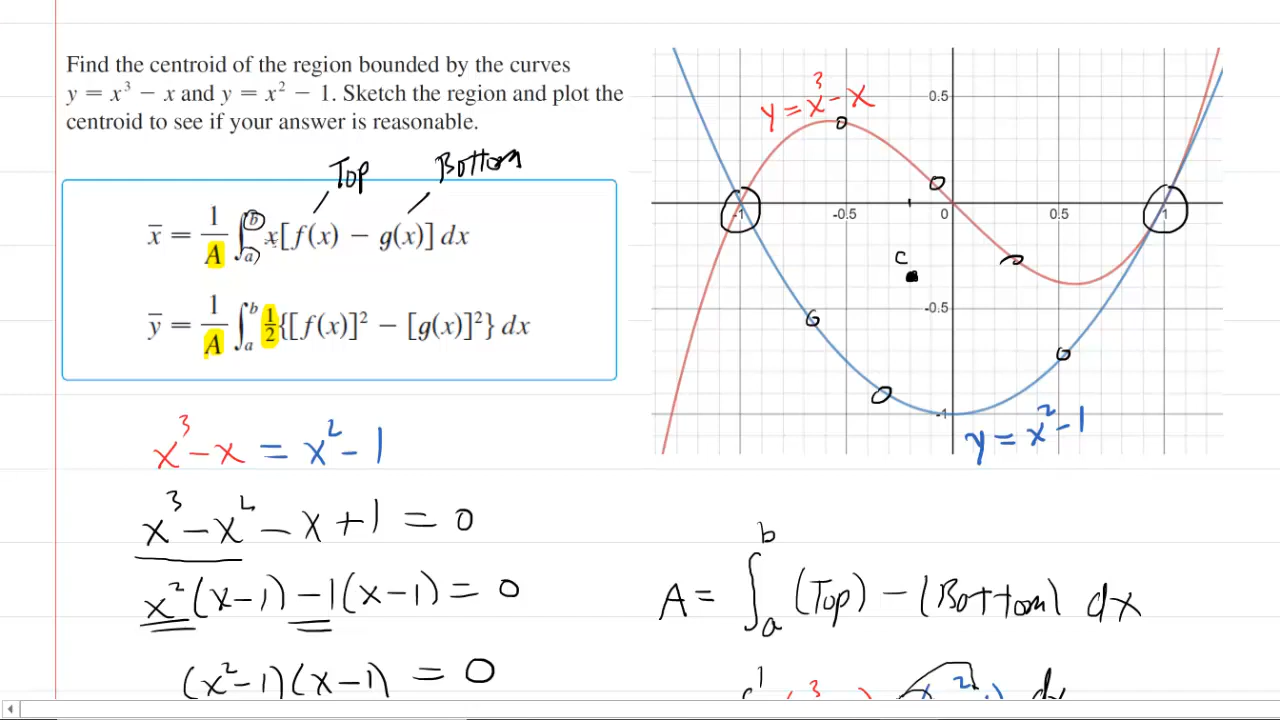 Find the centroid of the region bounded by the curves
y = x³ − x and y = x² − 1. Sketch the region and plot the
centroid to see if your answer is reasonable.
Top Bottom
x̄ = 1/A ∫ₐᵇ x[f(x) − g(x)] dx
ȳ = 1/A ∫ₐᵇ 1/2{[f(x)]² − [g(x)]²} dx
x³ − x = x² − 1
x³ − x² − x + 1 = 0
x²(x−1) − 1(x−1) = 0
(x²−1)(x−1) = 0
y = x³ − x
0.5
-1 -0.5 0 0.5 1
C
-0.5
-1
y = x² − 1
A = ∫ₐᵇ (Top) − (Bottom) dx